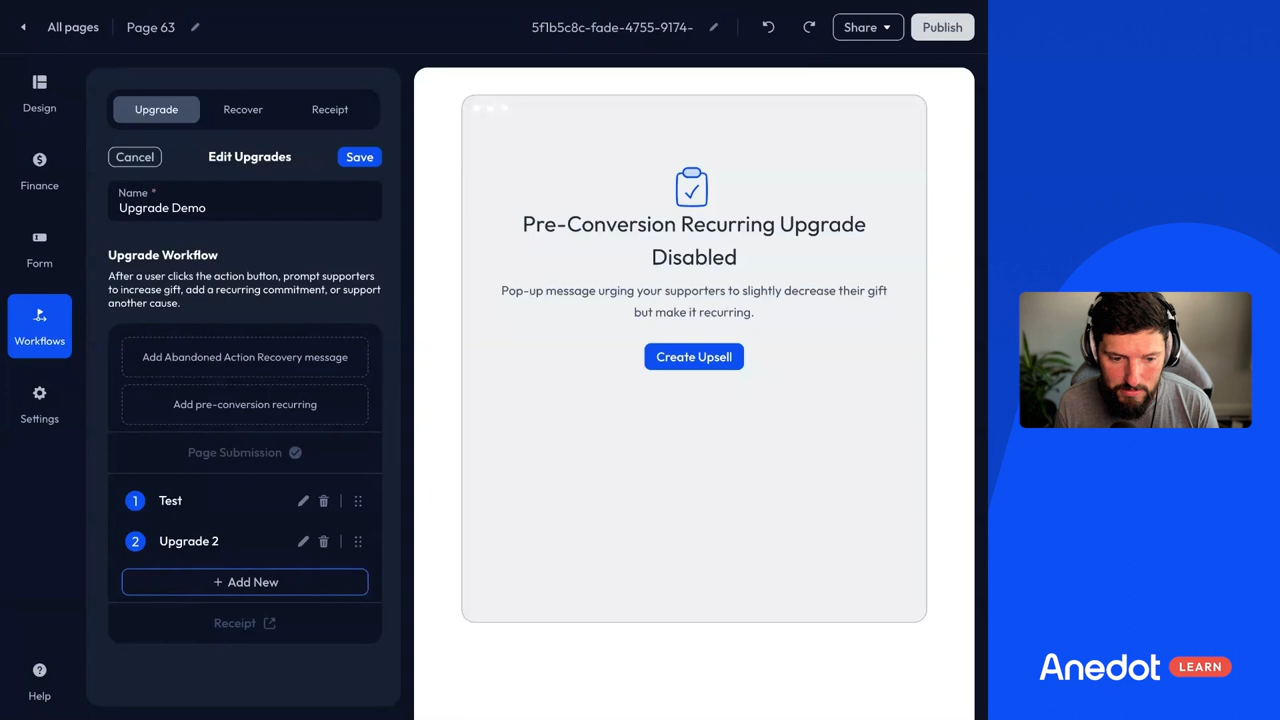 All pages
Page 63
5f1b5c8c-fade-4755-9174-
Share
Publish
Design
Finance
Form
Workflows
Settings
Help
Upgrade
Recover
Receipt
Cancel
Edit Upgrades
Save
Name *
Upgrade Demo
Upgrade Workflow
After a user clicks the action button, prompt supporters
to increase gift, add a recurring commitment, or support
another cause.
Add Abandoned Action Recovery message
Add pre-conversion recurring
Page Submission
1 Test
2 Upgrade 2
+ Add New
Receipt
Pre-Conversion Recurring Upgrade
Disabled
Pop-up message urging your supporters to slightly decrease their gift
but make it recurring.
Create Upsell
Anedot LEARN